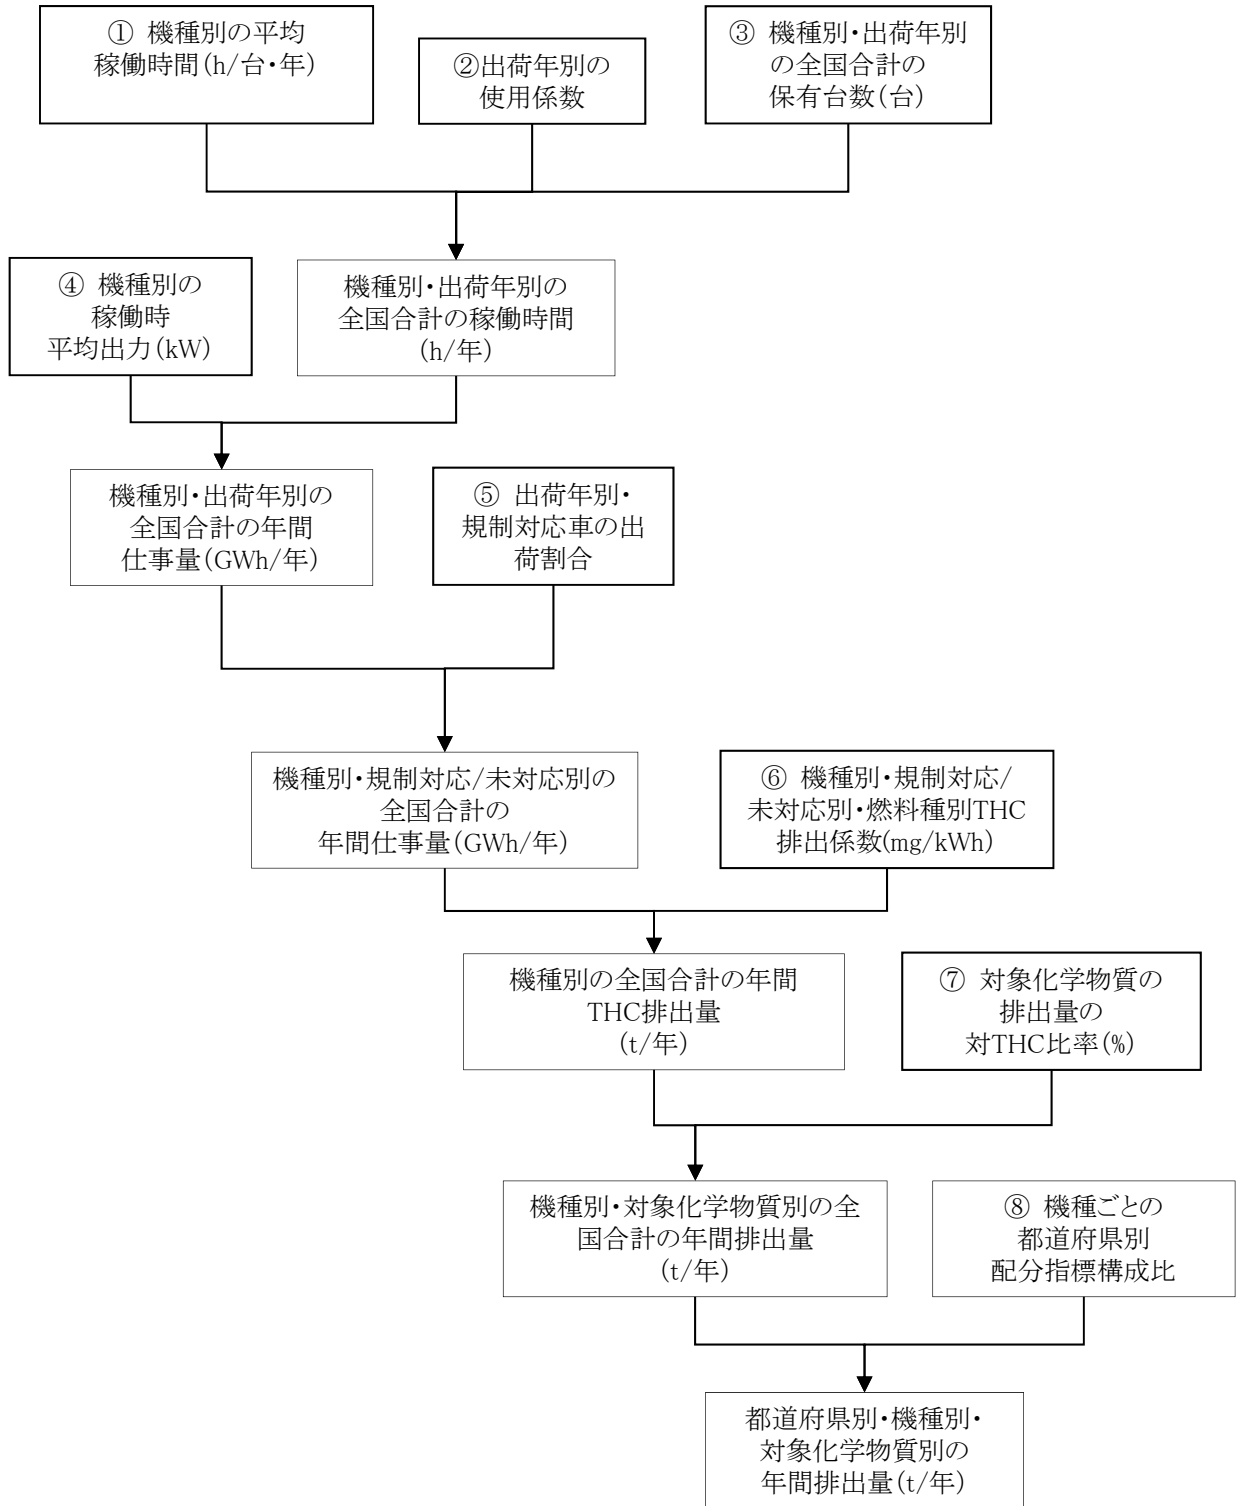 ① 機種別の平均
稼働時間(h/台・年)
②出荷年別の
使用係数
③ 機種別・出荷年別
の全国合計の
保有台数(台)
④ 機種別の
稼働時
平均出力(kW)
機種別・出荷年別の
全国合計の稼働時間
(h/年)
機種別・出荷年別の
全国合計の年間
仕事量(GWh/年)
⑤ 出荷年別・
規制対応車の出
荷割合
機種別・規制対応/未対応別の
全国合計の
年間仕事量(GWh/年)
⑥ 機種別・規制対応/
未対応別・燃料種別THC
排出係数(mg/kWh)
機種別の全国合計の年間
THC排出量
(t/年)
⑦ 対象化学物質の
排出量の
対THC比率(%)
機種別・対象化学物質別の全
国合計の年間排出量
(t/年)
⑧ 機種ごとの
都道府県別
配分指標構成比
都道府県別・機種別・
対象化学物質別の
年間排出量(t/年)